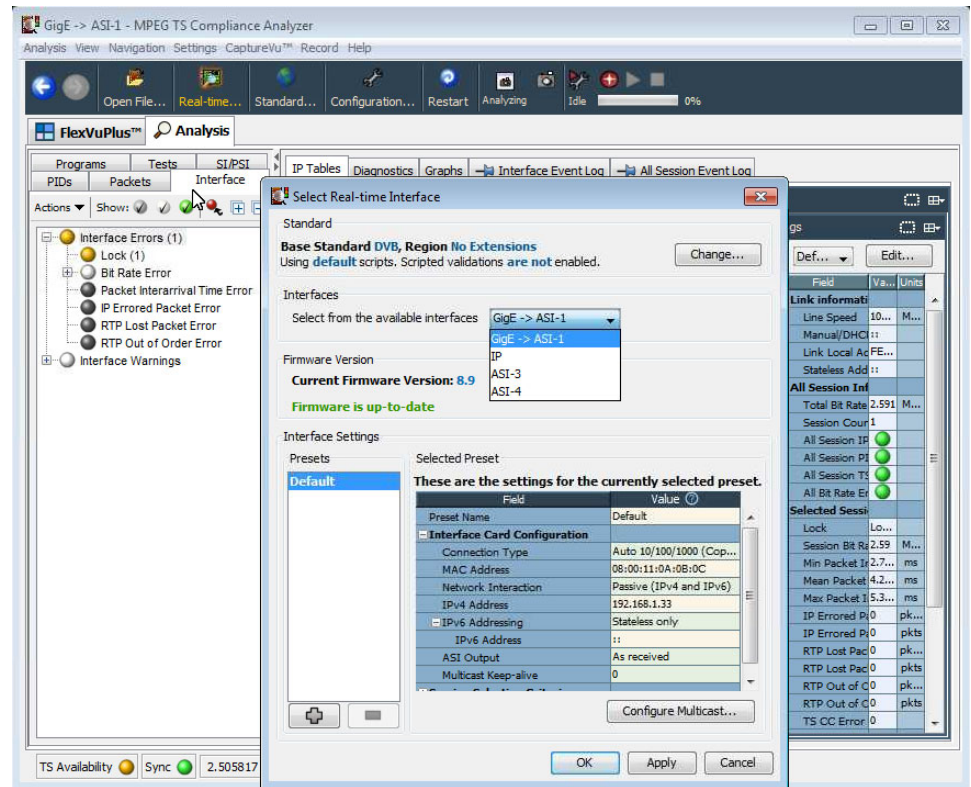 GigE -> ASI-1 - MPEG TS Compliance Analyzer
Analysis View Navigation Settings CaptureVu™ Record Help
Open File... Real-time... Standard... Configuration... Restart Analyzing Idle 0%
FlexVuPlus™ Analysis
Programs Tests SI/PSI
PIDs Packets Interface
IP Tables Diagnostics Graphs Interface Event Log All Session Event Log
Actions Show:
Interface Errors (1)
Lock (1)
Bit Rate Error
Packet Interarrival Time Error
IP Errored Packet Error
RTP Lost Packet Error
RTP Out of Order Error
Interface Warnings
TS Availability Sync 2.505817
Select Real-time Interface
Standard
Base Standard DVB, Region No Extensions
Using default scripts. Scripted validations are not enabled.
Change...
Interfaces
Select from the available interfaces GigE -> ASI-1
GigE -> ASI-1
IP
ASI-3
ASI-4
Firmware Version
Current Firmware Version: 8.9
Firmware is up-to-date
Interface Settings
Presets
Default
Selected Preset
These are the settings for the currently selected preset.
Field Value
Preset Name Default
Interface Card Configuration
Connection Type Auto 10/100/1000 (Cop...
MAC Address 08:00:11:0A:0B:0C
Network Interaction Passive (IPv4 and IPv6)
IPv4 Address 192.168.1.33
IPv6 Addressing Stateless only
IPv6 Address ::
ASI Output As received
Multicast Keep-alive 0
Configure Multicast...
OK Apply Cancel
gs
Def... Edit...
Field Va... Units
Link informati
Line Speed 10... M...
Manual/DHCI ::
Link Local Ac FE...
Stateless Add ::
All Session Inf
Total Bit Rate 2.591 M...
Session Cour 1
All Session IP
All Session PI
All Session TS
All Bit Rate Er
Selected Sessi
Lock Lo...
Session Bit Ra 2.59 M...
Min Packet Ir 2.7... ms
Mean Packet 4.2... ms
Max Packet I 5.3... ms
IP Errored Pa 0 pk...
IP Errored Pa 0 pkts
RTP Lost Pac 0 pk...
RTP Lost Pac 0 pkts
RTP Out of O 0 pk...
RTP Out of O 0 pkts
TS CC Error 0